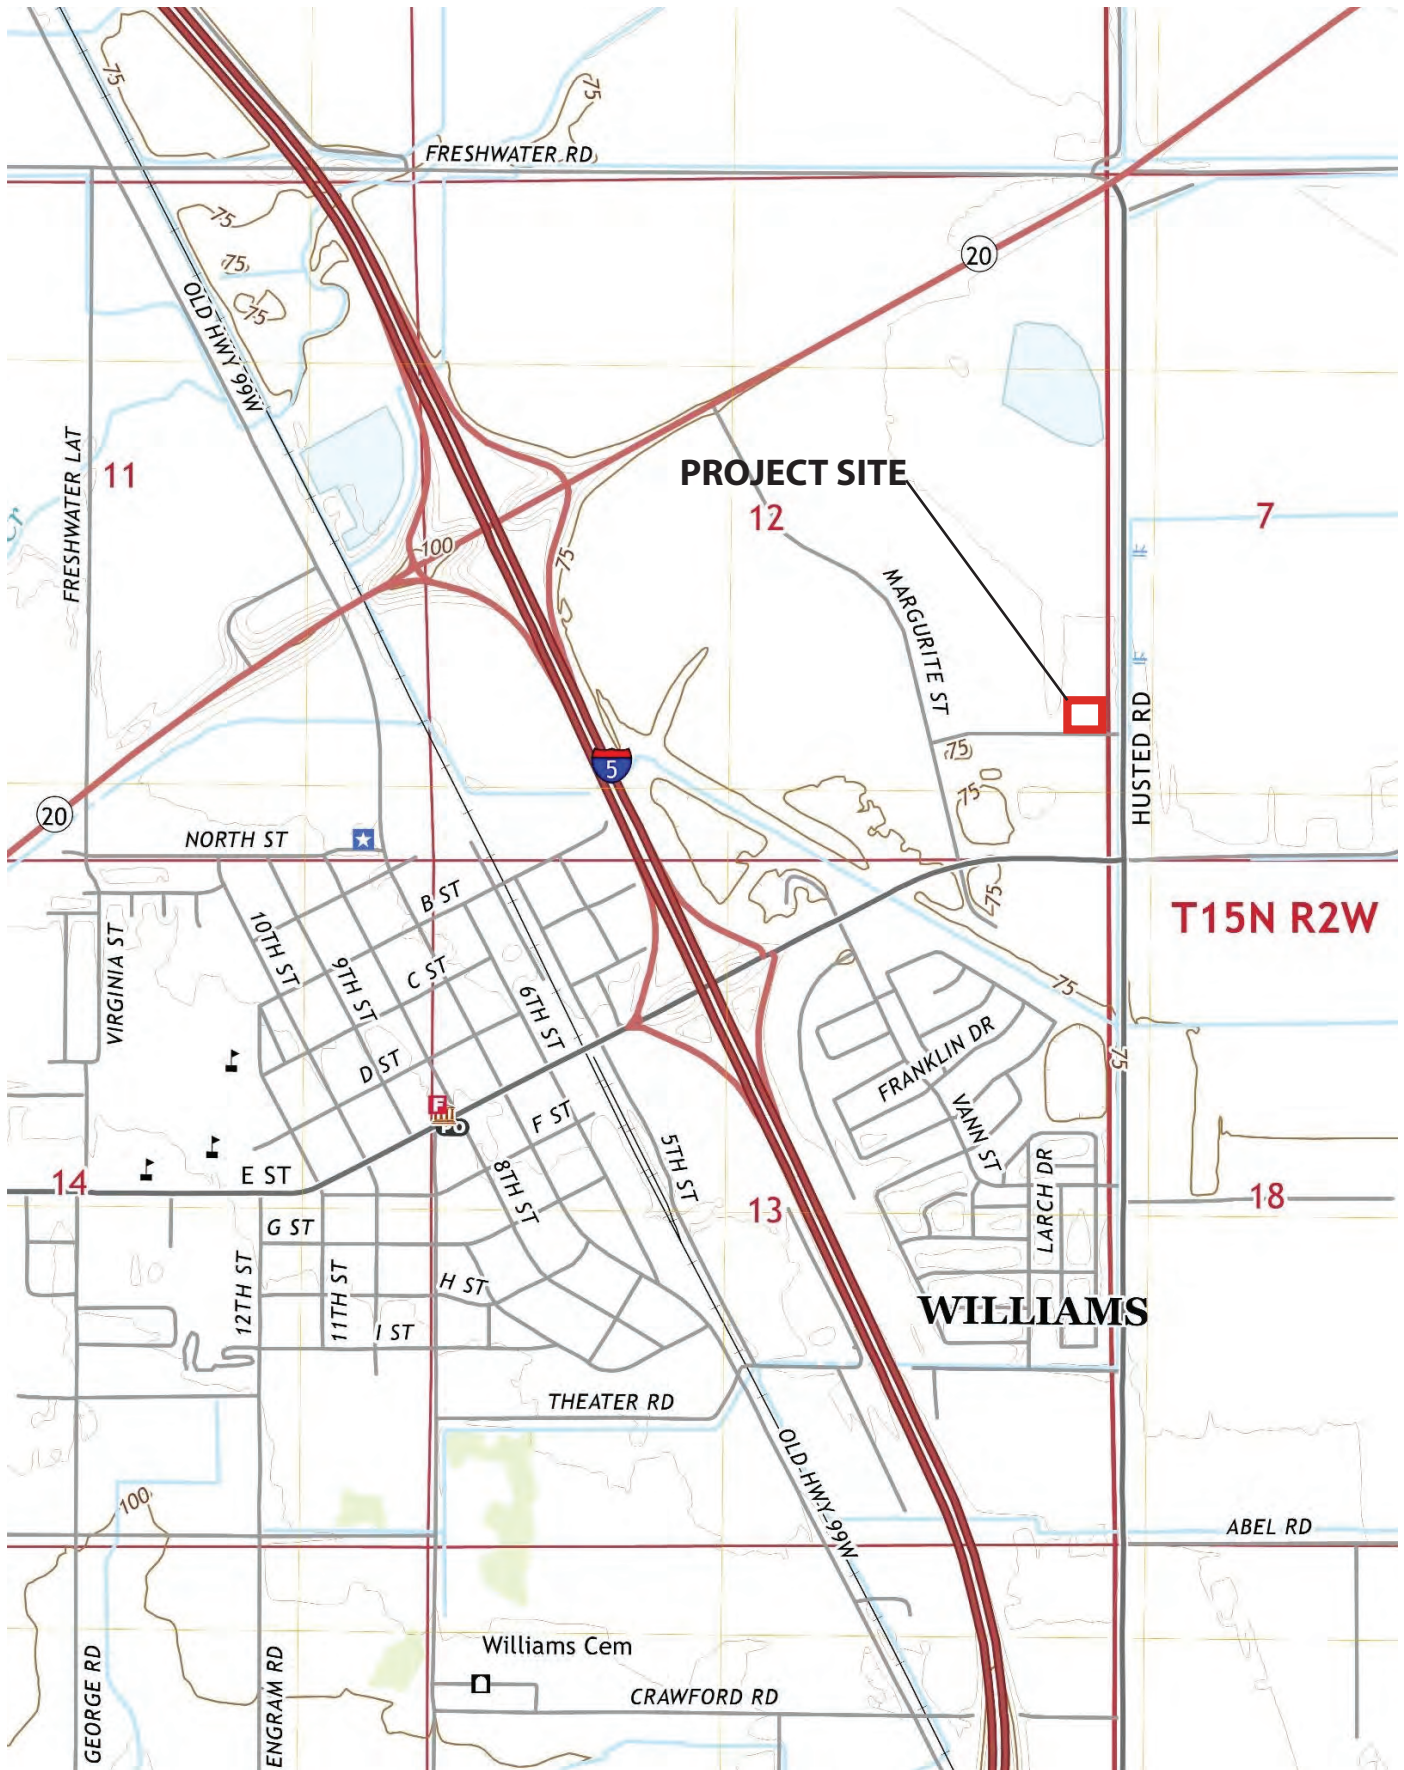 75
75
FRESHWATER RD
75
75
20
75
OLD HWY 99W
FRESHWATER LAT
11
PROJECT SITE
12
7
100
75
MARGURITE ST
HUSTED RD
75
5
75
20
NORTH ST
B ST
75
T15N R2W
10TH ST
VIRGINIA ST
9TH ST
C ST
6TH ST
75
FRANKLIN DR
75
D ST
F
PO
F ST
VANN ST
5TH ST
8TH ST
LARCH DR
14
E ST
13
18
G ST
12TH ST
11TH ST
H ST
I ST
WILLIAMS
THEATER RD
OLD HWY 99W
100
ABEL RD
GEORGE RD
ENGRAM RD
Williams Cem
CRAWFORD RD